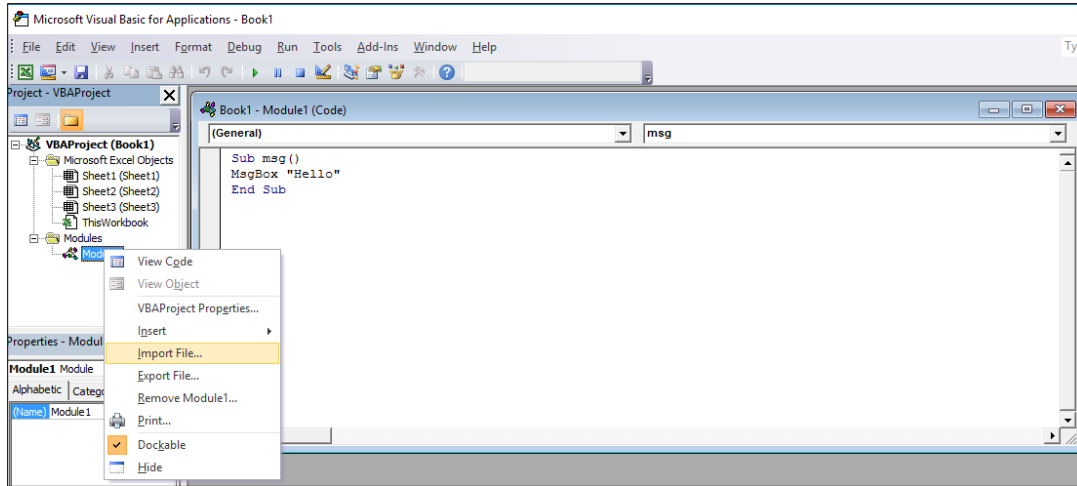 Microsoft Visual Basic for Applications - Book1
File Edit View Insert Format Debug Run Tools Add-Ins Window Help Ty
Project - VBAProject
Book1 - Module1 (Code)
(General) msg
VBAProject (Book1)
Microsoft Excel Objects
Sheet1 (Sheet1)
Sheet2 (Sheet2)
Sheet3 (Sheet3)
ThisWorkbook
Modules
Mod
Sub msg()
MsgBox "Hello"
End Sub
View Code
View Object
VBAProject Properties...
Insert
Import File...
Export File...
Remove Module1...
Print...
Dockable
Hide
Properties - Modul
Module1 Module
Alphabetic Catego
(Name) Module1